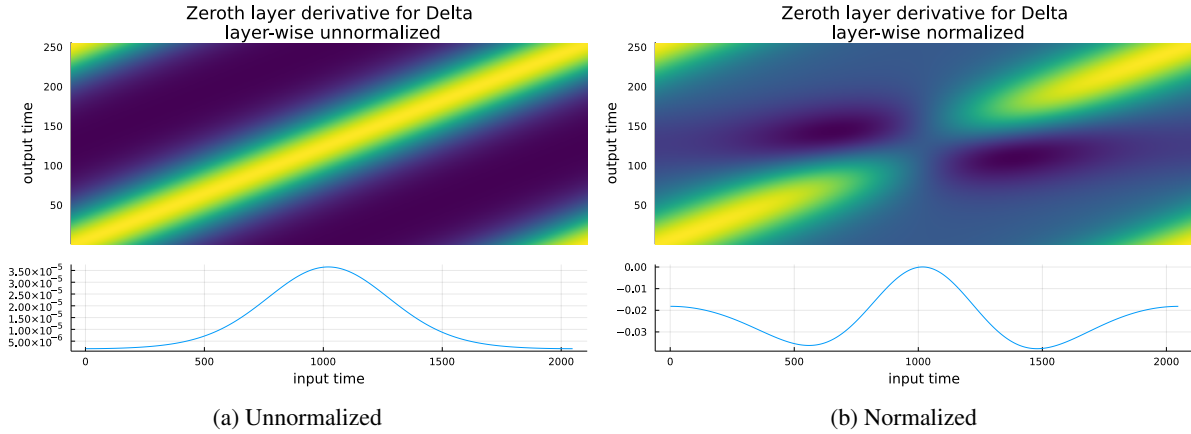 Zeroth layer derivative for Delta
layer-wise unnormalized
250
200
150
100
50
output time
3.50×10⁻⁵
3.00×10⁻⁵
2.50×10⁻⁵
2.00×10⁻⁵
1.50×10⁻⁵
1.00×10⁻⁵
5.00×10⁻⁶
0 500 1000 1500 2000
input time
(a) Unnormalized
Zeroth layer derivative for Delta
layer-wise normalized
250
200
150
100
50
output time
0.00
−0.01
−0.02
−0.03
0 500 1000 1500 2000
input time
(b) Normalized